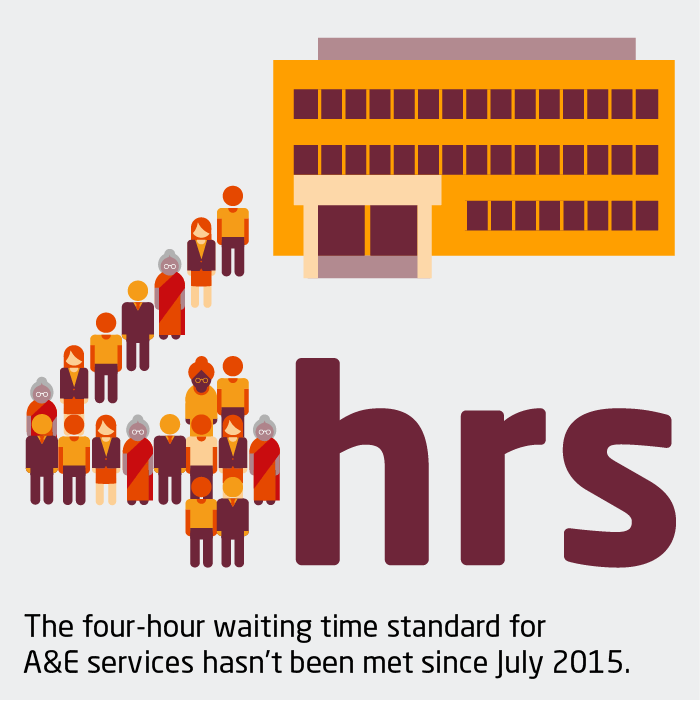 4hrs
The four-hour waiting time standard for
A&E services hasn't been met since July 2015.